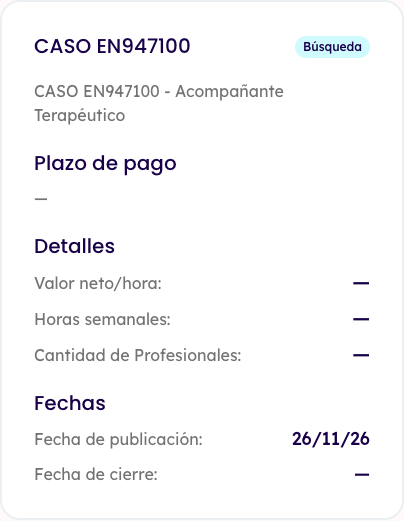 CASO EN947100
Búsqueda
CASO EN947100 - Acompañante
Terapéutico
Plazo de pago
—
Detalles
Valor neto/hora: —
Horas semanales: —
Cantidad de Profesionales: —
Fechas
Fecha de publicación: 26/11/26
Fecha de cierre: —